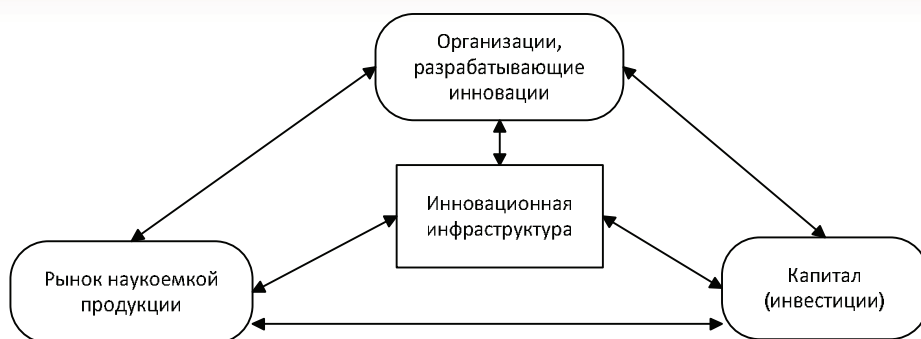 Организации,
разрабатывающие
инновации
Инновационная
инфраструктура
Рынок наукоемкой
продукции
Капитал
(инвестиции)